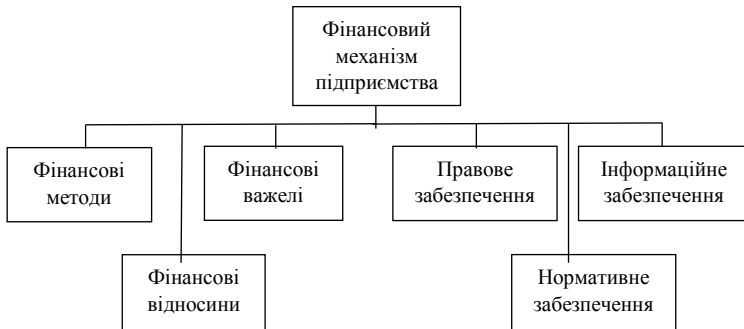 Фінансовий
механізм
підприємства
Фінансові
методи
Фінансові
важелі
Правове
забезпечення
Інформаційне
забезпечення
Фінансові
відносини
Нормативне
забезпечення